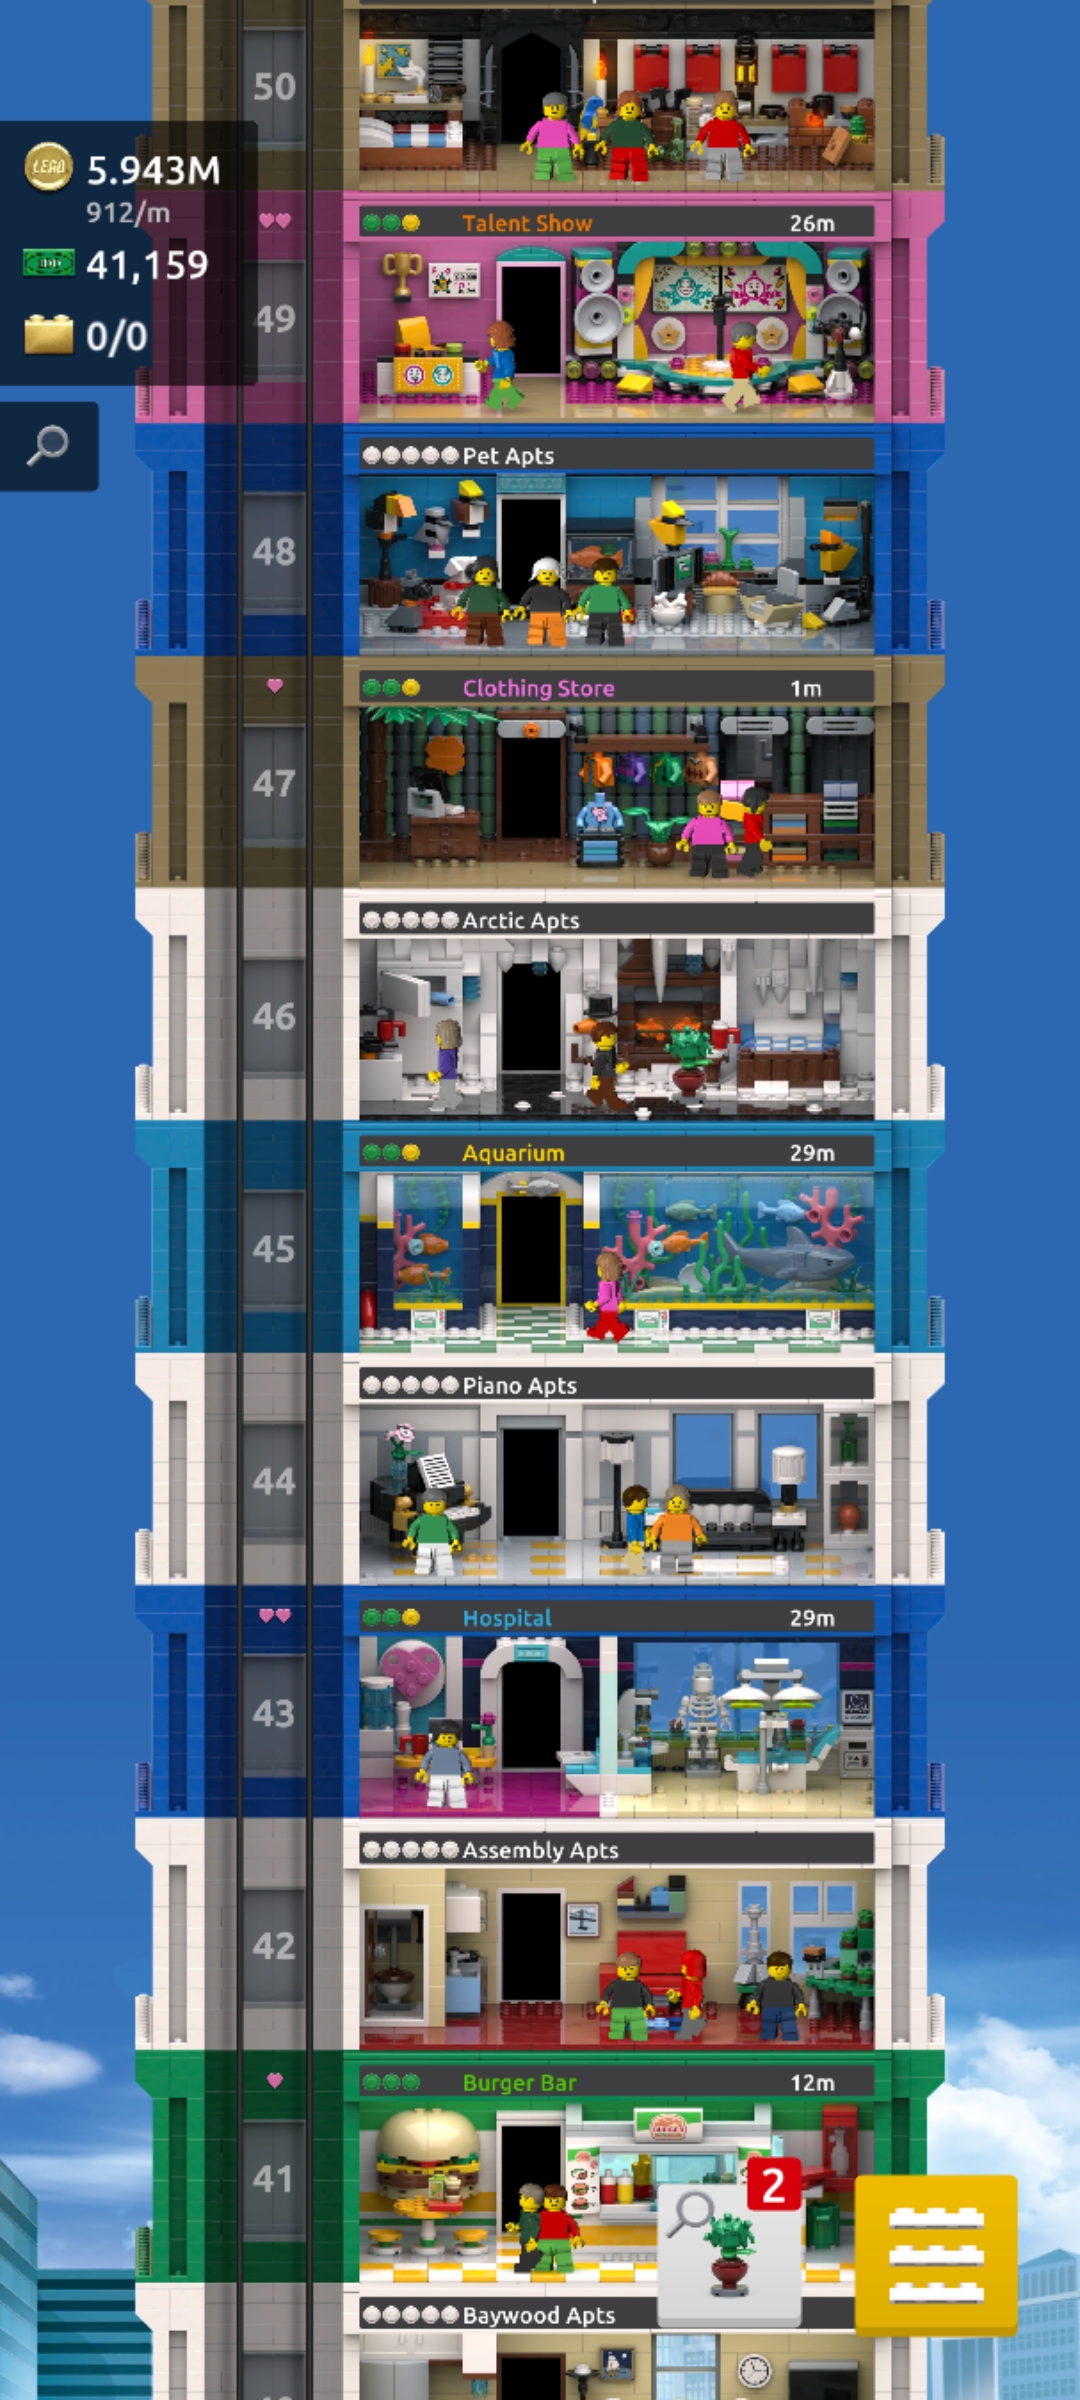 50
LEGO
5.943M
912/m
41,159
0/0
Talent Show
26m
49
Pet Apts
48
Clothing Store
1m
47
Arctic Apts
46
Aquarium
29m
45
Piano Apts
44
Hospital
29m
43
Assembly Apts
42
Burger Bar
12m
41
2
Baywood Apts